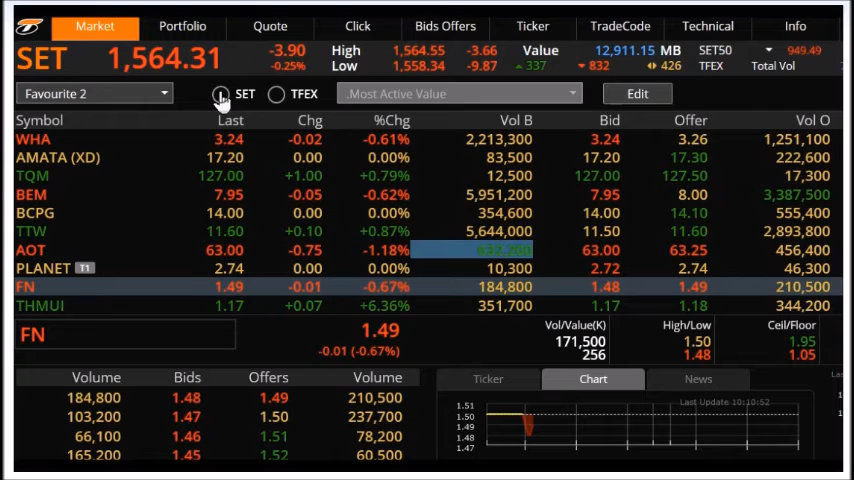 Market Portfolio Quote Click Bids Offers Ticker TradeCode Technical Info
SET 1,564.31 -3.90 High 1,564.55 -3.66 Value 12,911.15 MB SET50 949.49
-0.25% Low 1,558.34 -9.87 337 832 426 TFEX Total Vol
Favourite 2 SET TFEX .Most Active Value Edit
Symbol Last Chg %Chg Vol B Bid Offer Vol O
WHA 3.24 -0.02 -0.61% 2,213,300 3.24 3.26 1,251,100
AMATA (XD) 17.20 0.00 0.00% 83,500 17.20 17.30 222,600
TQM 127.00 +1.00 +0.79% 12,500 127.00 127.50 17,300
BEM 7.95 -0.05 -0.62% 5,951,200 7.95 8.00 3,387,500
BCPG 14.00 0.00 0.00% 354,600 14.00 14.10 555,400
TTW 11.60 +0.10 +0.87% 5,644,000 11.50 11.60 2,893,800
AOT 63.00 -0.75 -1.18% 63.00 63.25 456,400
PLANET T1 2.74 0.00 0.00% 10,300 2.72 2.74 46,300
FN 1.49 -0.01 -0.67% 184,800 1.48 1.49 210,500
THMUI 1.17 +0.07 +6.36% 351,700 1.17 1.18 344,200
FN 1.49 Vol/Value(K) High/Low Ceil/Floor
171,500 1.50 1.95
-0.01 (-0.67%) 256 1.48 1.05
Volume Bids Offers Volume Ticker Chart News
184,800 1.48 1.49 210,500
103,200 1.47 1.50 237,700
66,100 1.46 1.51 78,200
165,200 1.45 1.52 60,500
Last Update 10:10:52
1.51
1.50
1.49
1.48
1.47